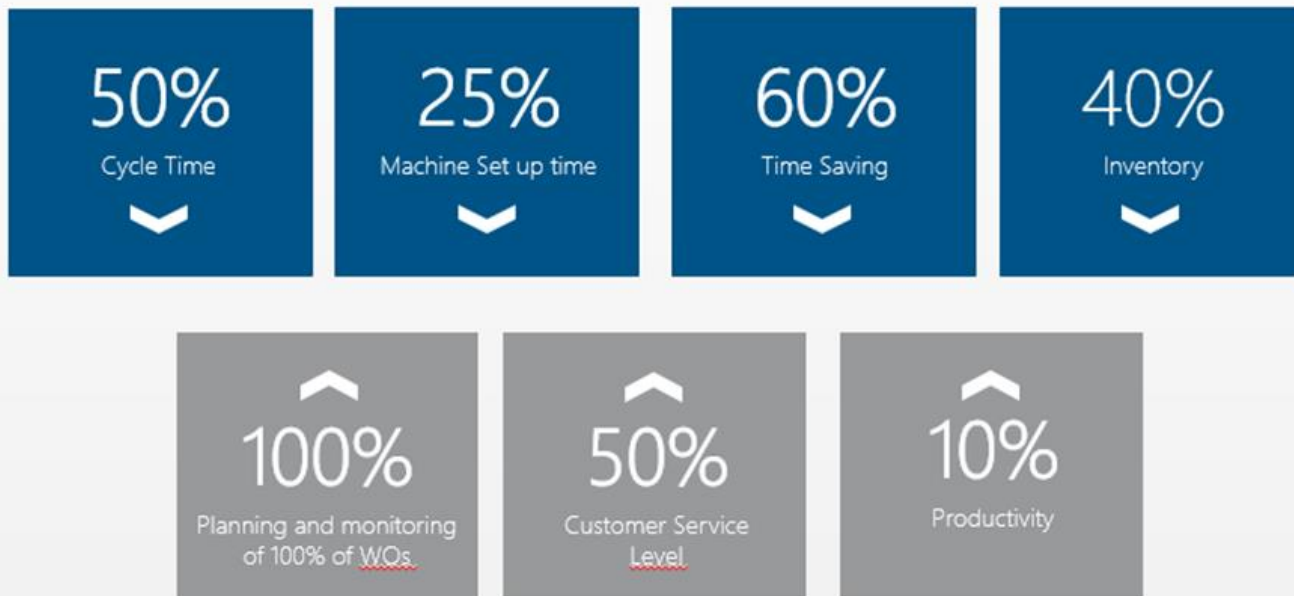 50%
Cycle Time
25%
Machine Set up time
60%
Time Saving
40%
Inventory
100%
Planning and monitoring
of 100% of WOs
50%
Customer Service
Level
10%
Productivity